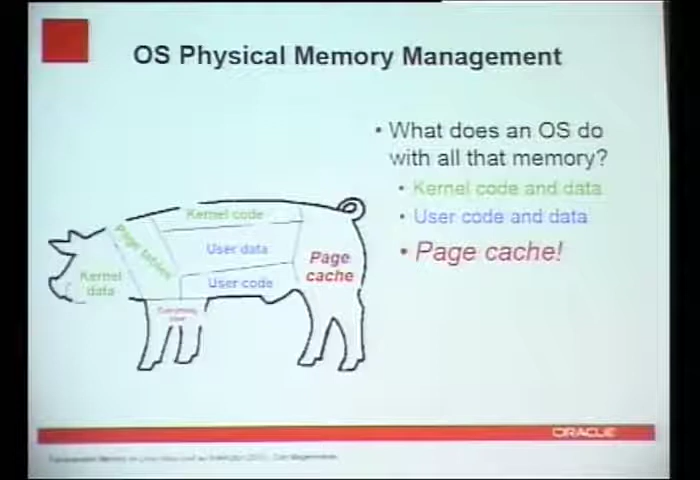 OS Physical Memory Management
• What does an OS do
with all that memory?
• Kernel code and data
• User code and data
• Page cache!
Kernel code
Page tables
User data
Page
cache
Kernel
data
User code
ORACLE